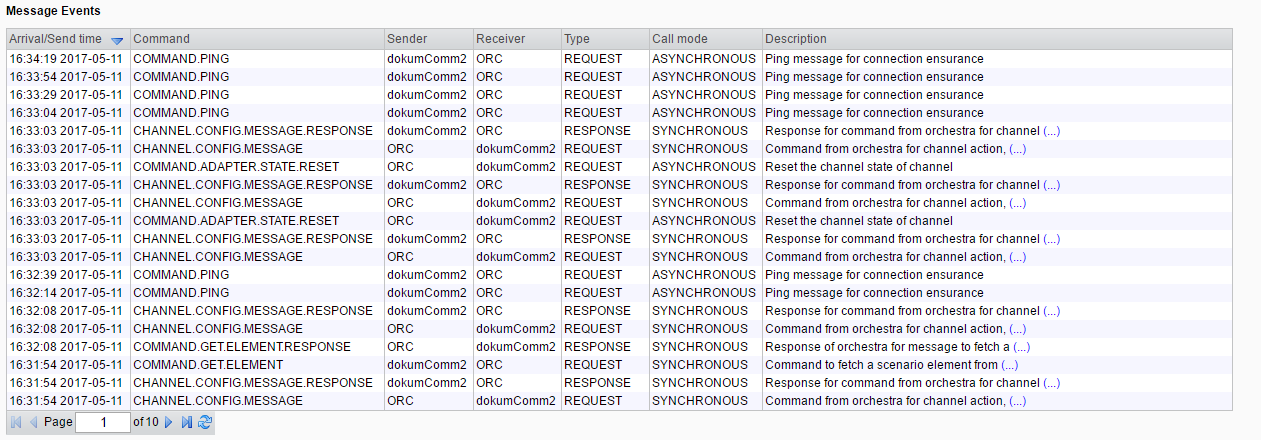 Message Events
Arrival/Send time Command Sender Receiver Type Call mode Description
16:34:19 2017-05-11 COMMAND.PING dokumComm2 ORC REQUEST ASYNCHRONOUS Ping message for connection ensurance
16:33:54 2017-05-11 COMMAND.PING dokumComm2 ORC REQUEST ASYNCHRONOUS Ping message for connection ensurance
16:33:29 2017-05-11 COMMAND.PING dokumComm2 ORC REQUEST ASYNCHRONOUS Ping message for connection ensurance
16:33:04 2017-05-11 COMMAND.PING dokumComm2 ORC REQUEST ASYNCHRONOUS Ping message for connection ensurance
16:33:03 2017-05-11 CHANNEL.CONFIG.MESSAGE.RESPONSE dokumComm2 ORC RESPONSE SYNCHRONOUS Response for command from orchestra for channel (...)
16:33:03 2017-05-11 CHANNEL.CONFIG.MESSAGE ORC dokumComm2 REQUEST SYNCHRONOUS Command from orchestra for channel action, (...)
16:33:03 2017-05-11 COMMAND.ADAPTER.STATE.RESET ORC dokumComm2 REQUEST ASYNCHRONOUS Reset the channel state of channel
16:33:03 2017-05-11 CHANNEL.CONFIG.MESSAGE.RESPONSE dokumComm2 ORC RESPONSE SYNCHRONOUS Response for command from orchestra for channel (...)
16:33:03 2017-05-11 CHANNEL.CONFIG.MESSAGE ORC dokumComm2 REQUEST SYNCHRONOUS Command from orchestra for channel action, (...)
16:33:03 2017-05-11 COMMAND.ADAPTER.STATE.RESET ORC dokumComm2 REQUEST ASYNCHRONOUS Reset the channel state of channel
16:33:03 2017-05-11 CHANNEL.CONFIG.MESSAGE.RESPONSE dokumComm2 ORC RESPONSE SYNCHRONOUS Response for command from orchestra for channel (...)
16:33:03 2017-05-11 CHANNEL.CONFIG.MESSAGE ORC dokumComm2 REQUEST SYNCHRONOUS Command from orchestra for channel action, (...)
16:32:39 2017-05-11 COMMAND.PING dokumComm2 ORC REQUEST ASYNCHRONOUS Ping message for connection ensurance
16:32:14 2017-05-11 COMMAND.PING dokumComm2 ORC REQUEST ASYNCHRONOUS Ping message for connection ensurance
16:32:08 2017-05-11 CHANNEL.CONFIG.MESSAGE.RESPONSE dokumComm2 ORC RESPONSE SYNCHRONOUS Response for command from orchestra for channel (...)
16:32:08 2017-05-11 CHANNEL.CONFIG.MESSAGE ORC dokumComm2 REQUEST SYNCHRONOUS Command from orchestra for channel action, (...)
16:32:08 2017-05-11 COMMAND.GET.ELEMENT.RESPONSE ORC dokumComm2 RESPONSE SYNCHRONOUS Response of orchestra for message to fetch a (...)
16:31:54 2017-05-11 COMMAND.GET.ELEMENT dokumComm2 ORC REQUEST SYNCHRONOUS Command to fetch a scenario element from (...)
16:31:54 2017-05-11 CHANNEL.CONFIG.MESSAGE.RESPONSE dokumComm2 ORC RESPONSE SYNCHRONOUS Response for command from orchestra for channel (...)
16:31:54 2017-05-11 CHANNEL.CONFIG.MESSAGE ORC dokumComm2 REQUEST SYNCHRONOUS Command from orchestra for channel action, (...)
Page 1 of 10